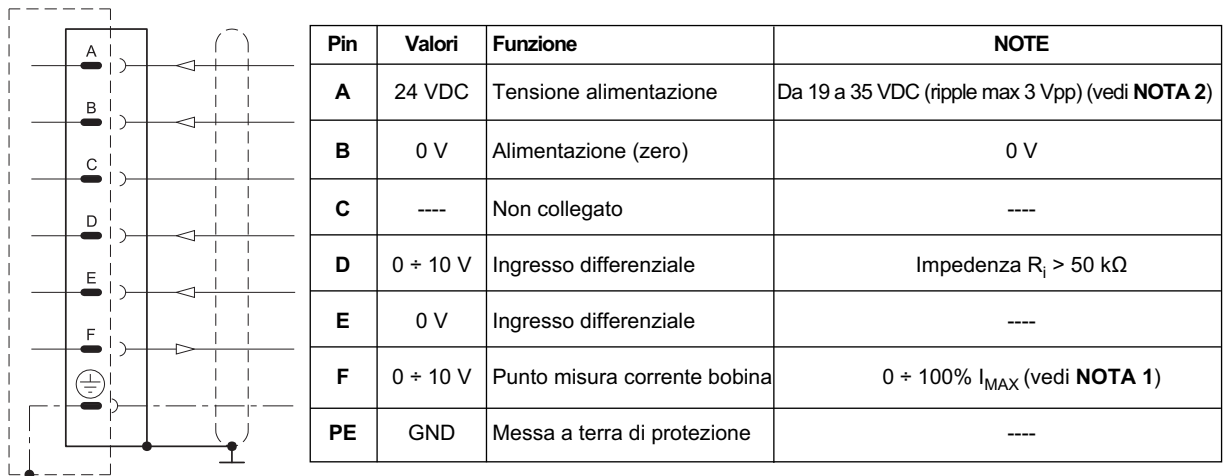 A
B
C
D
E
F
Pin Valori Funzione NOTE
A 24 VDC Tensione alimentazione Da 19 a 35 VDC (ripple max 3 Vpp) (vedi NOTA 2)
B 0 V Alimentazione (zero) 0 V
C ---- Non collegato ----
D 0 ÷ 10 V Ingresso differenziale Impedenza Ri > 50 kΩ
E 0 V Ingresso differenziale ----
F 0 ÷ 10 V Punto misura corrente bobina 0 ÷ 100% IMAX (vedi NOTA 1)
PE GND Messa a terra di protezione ----